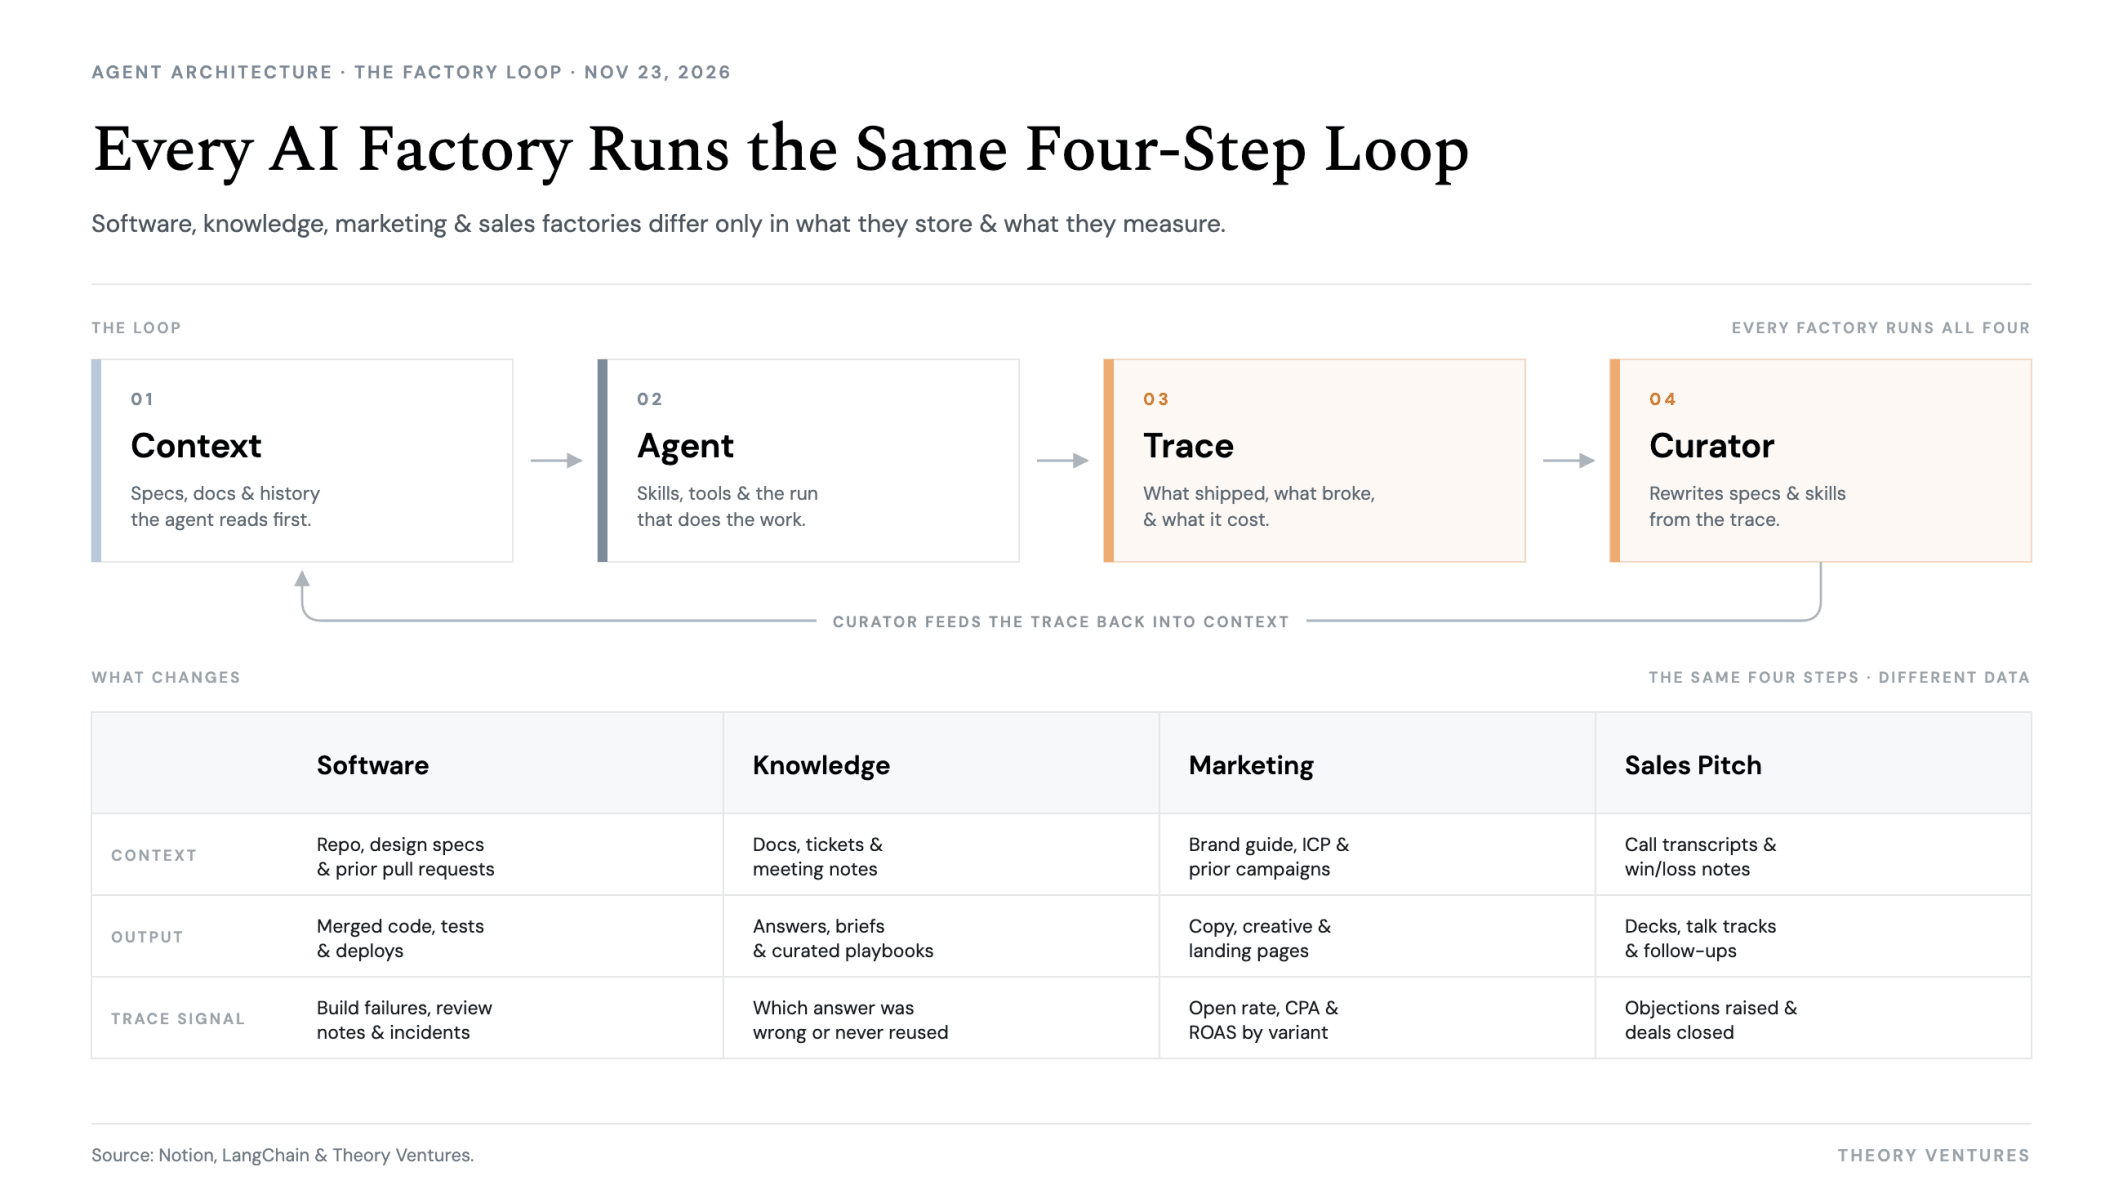 AGENT ARCHITECTURE · THE FACTORY LOOP · NOV 23, 2026
Every AI Factory Runs the Same Four-Step Loop
Software, knowledge, marketing & sales factories differ only in what they store & what they measure.
THE LOOP
EVERY FACTORY RUNS ALL FOUR
01
Context
Specs, docs & history
the agent reads first.
02
Agent
Skills, tools & the run
that does the work.
03
Trace
What shipped, what broke,
& what it cost.
04
Curator
Rewrites specs & skills
from the trace.
CURATOR FEEDS THE TRACE BACK INTO CONTEXT
WHAT CHANGES
THE SAME FOUR STEPS · DIFFERENT DATA
Software
Knowledge
Marketing
Sales Pitch
CONTEXT
Repo, design specs
& prior pull requests
Docs, tickets &
meeting notes
Brand guide, ICP &
prior campaigns
Call transcripts &
win/loss notes
OUTPUT
Merged code, tests
& deploys
Answers, briefs
& curated playbooks
Copy, creative &
landing pages
Decks, talk tracks
& follow-ups
TRACE SIGNAL
Build failures, review
notes & incidents
Which answer was
wrong or never reused
Open rate, CPA &
ROAS by variant
Objections raised &
deals closed
Source: Notion, LangChain & Theory Ventures.
THEORY VENTURES